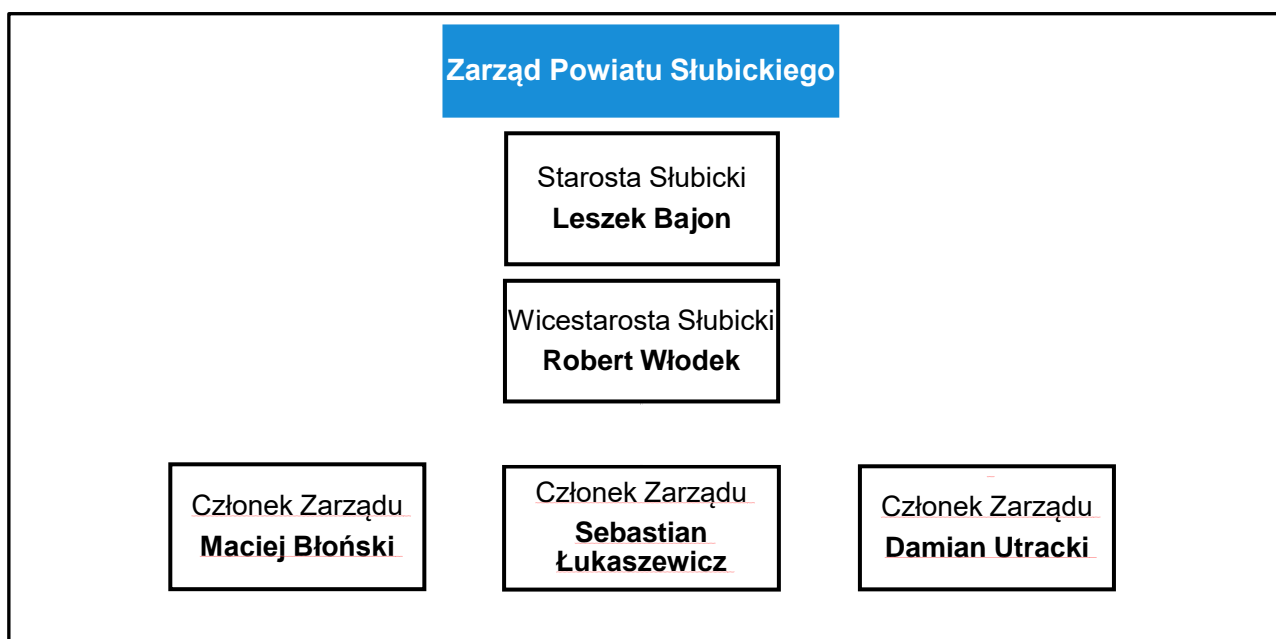 Zarząd Powiatu Słubickiego
Starosta Słubicki
Leszek Bajon
Wicestarosta Słubicki
Robert Włodek
Członek Zarządu
Maciej Błoński
Członek Zarządu
Sebastian
Łukaszewicz
Członek Zarządu
Damian Utracki